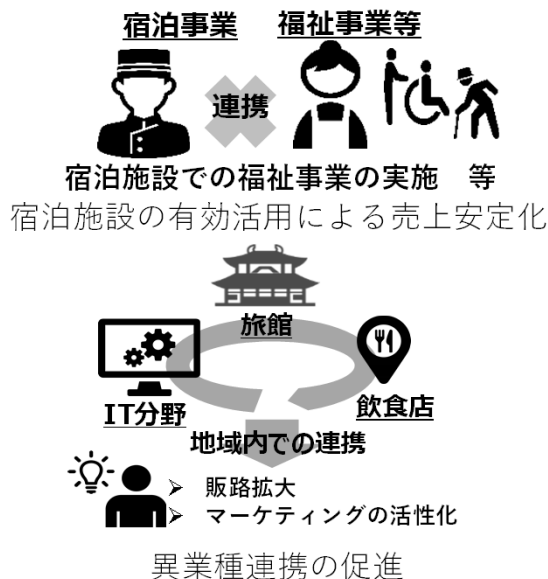 宿泊事業 福祉事業等
連携
宿泊施設での福祉事業の実施 等
宿泊施設の有効活用による売上安定化
旅館
IT分野 飲食店
地域内での連携
➤ 販路拡大
➤ マーケティングの活性化
異業種連携の促進